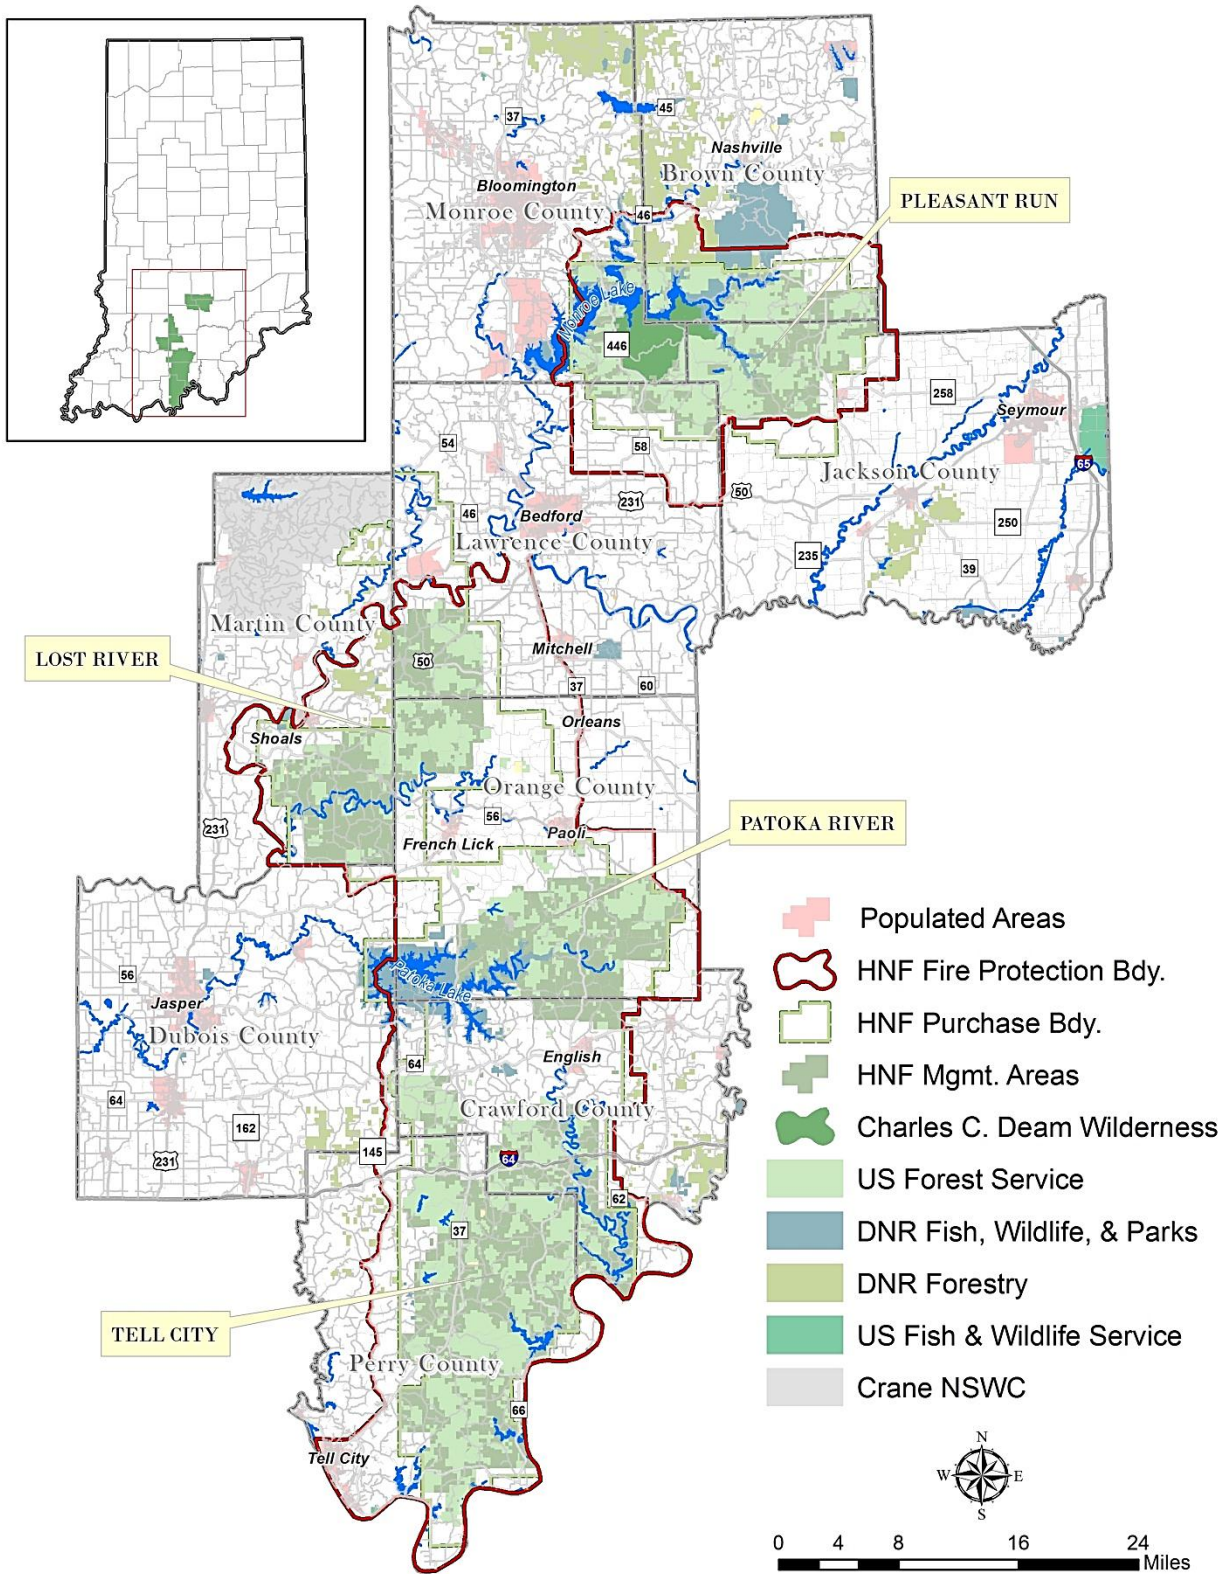 37
45
Nashville
Brown County
Bloomington
Monroe County
46
PLEASANT RUN
Monroe Lake
446
258
Seymour
54
58
Jackson County
65
231
50
46
Bedford
Lawrence County
250
235
39
Martin County
LOST RIVER
50
Mitchell
37
60
Orleans
Shoals
Orange County
56
231
French Lick
Paoli
PATOKA RIVER
Patoka Lake
56
Jasper
Dubois County
English
64
Crawford County
64
162
145
231
64
62
37
TELL CITY
Perry County
66
Tell City
Populated Areas
HNF Fire Protection Bdy.
HNF Purchase Bdy.
HNF Mgmt. Areas
Charles C. Deam Wilderness
US Forest Service
DNR Fish, Wildlife, & Parks
DNR Forestry
US Fish & Wildlife Service
Crane NSWC
N
W E
S
0 4 8 16 24
Miles